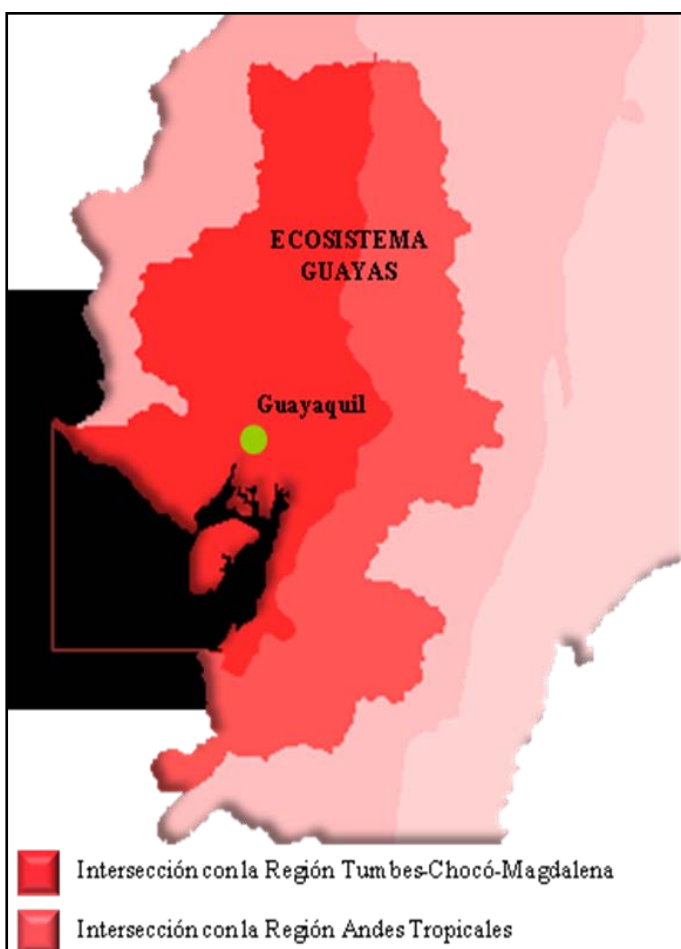 ECOSISTEMA
GUAYAS
Guayaquil
Intersección con la Región Tumbes-Chocó-Magdalena
Intersección con la Región Andes Tropicales